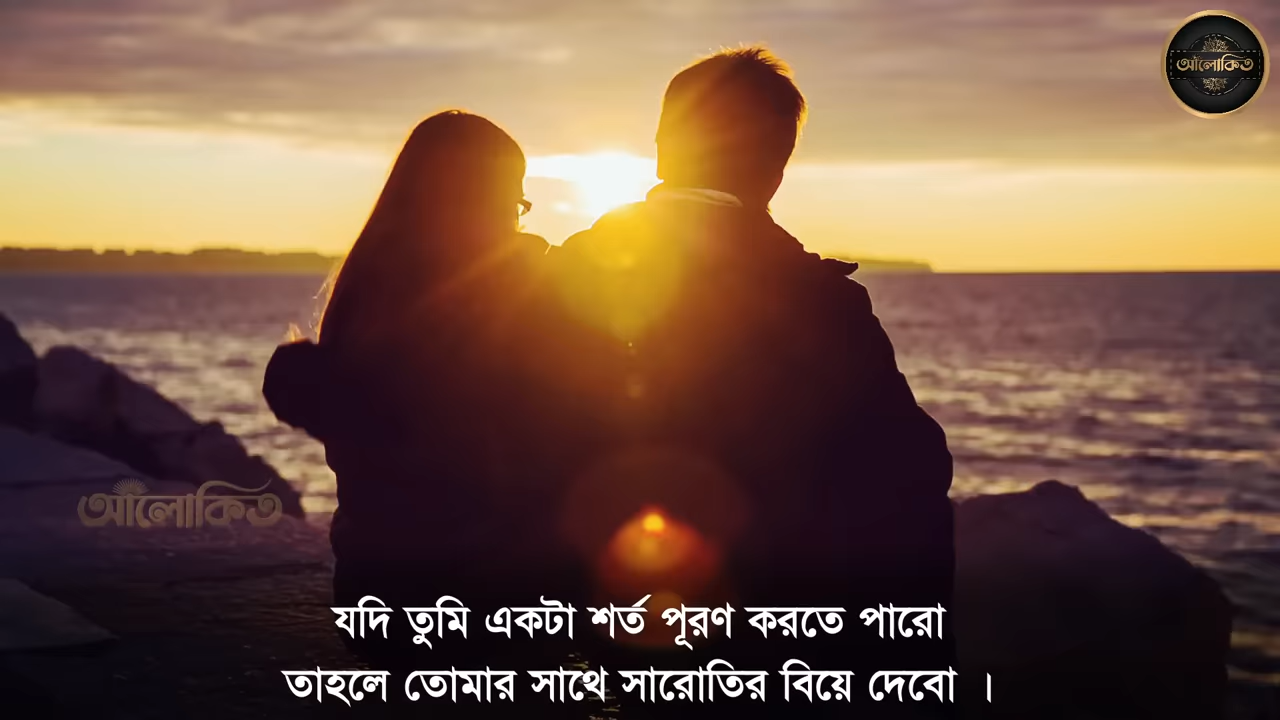 আলোকিত
আলোকিত
যদি তুমি একটা শর্ত পূরণ করতে পারো
তাহলে তোমার সাথে সারোতির বিয়ে দেবো ।